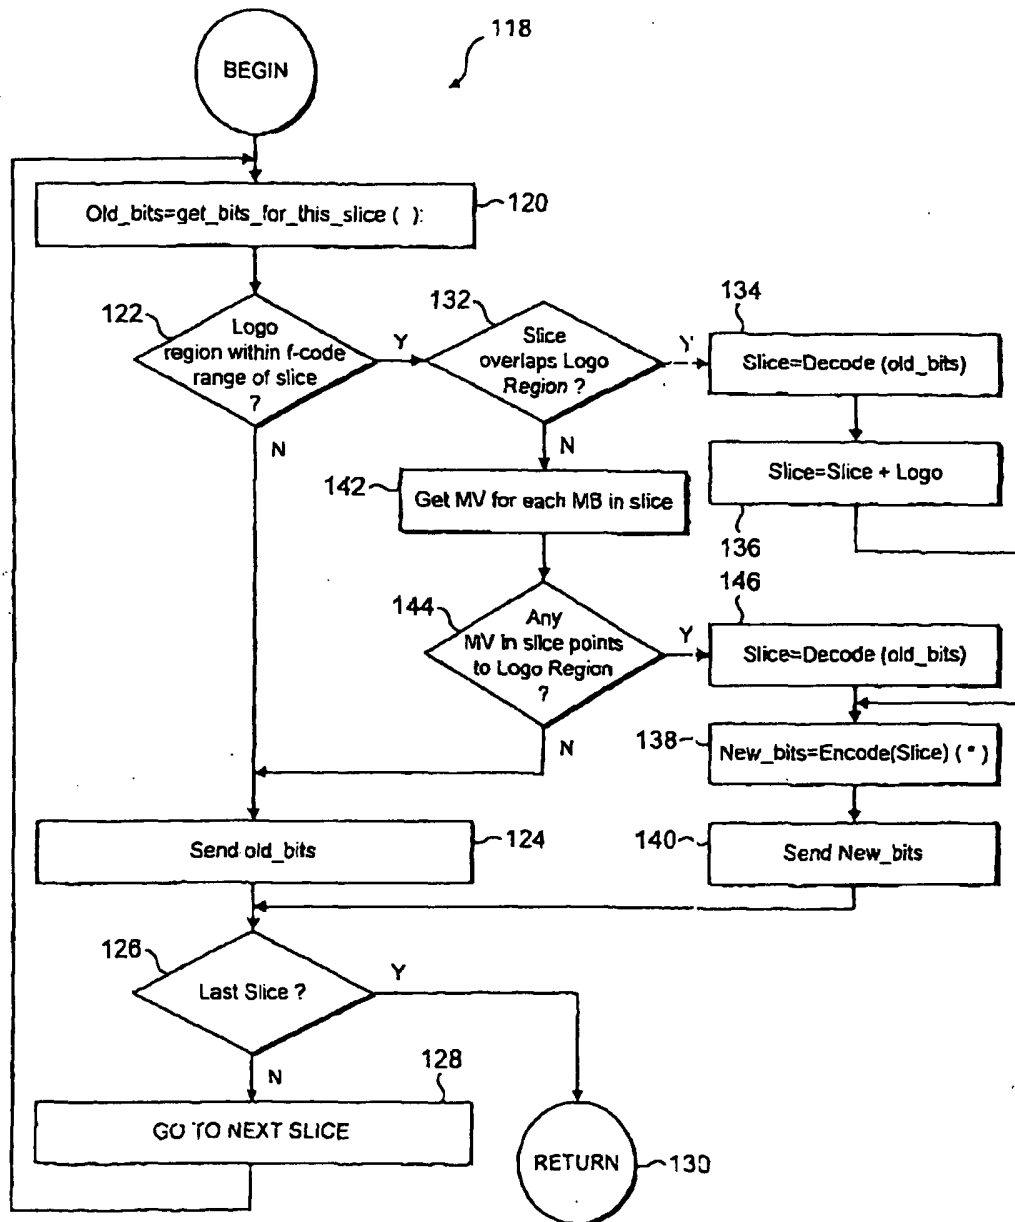 118
BEGIN
Old_bits=get_bits_for_this_slice ( ):
120
122
Logo
region within f-code
range of slice
?
Y
N
132
Slice
overlaps Logo
Region ?
Y
N
134
Slice=Decode (old_bits)
Slice=Slice + Logo
136
142
Get MV for each MB in slice
144
Any
MV in slice points
to Logo Region
?
Y
N
146
Slice=Decode (old_bits)
138
New_bits=Encode(Slice) ( * )
Send old_bits
124
140
Send New_bits
126
Last Slice ?
Y
N
128
GO TO NEXT SLICE
RETURN
130